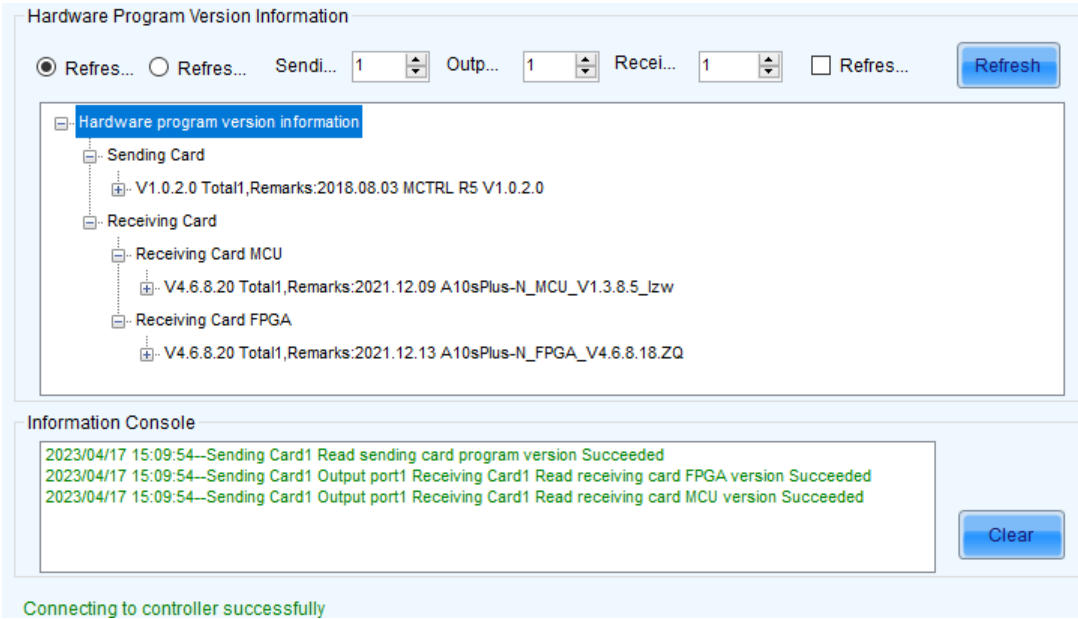 Hardware Program Version Information
Refres... Refres... Sendi... 1 Outp... 1 Recei... 1 Refres... Refresh
Hardware program version information
Sending Card
V1.0.2.0 Total1,Remarks:2018.08.03 MCTRL R5 V1.0.2.0
Receiving Card
Receiving Card MCU
V4.6.8.20 Total1,Remarks:2021.12.09 A10sPlus-N_MCU_V1.3.8.5_lzw
Receiving Card FPGA
V4.6.8.20 Total1,Remarks:2021.12.13 A10sPlus-N_FPGA_V4.6.8.18.ZQ
Information Console
2023/04/17 15:09:54--Sending Card1 Read sending card program version Succeeded
2023/04/17 15:09:54--Sending Card1 Output port1 Receiving Card1 Read receiving card FPGA version Succeeded
2023/04/17 15:09:54--Sending Card1 Output port1 Receiving Card1 Read receiving card MCU version Succeeded
Clear
Connecting to controller successfully